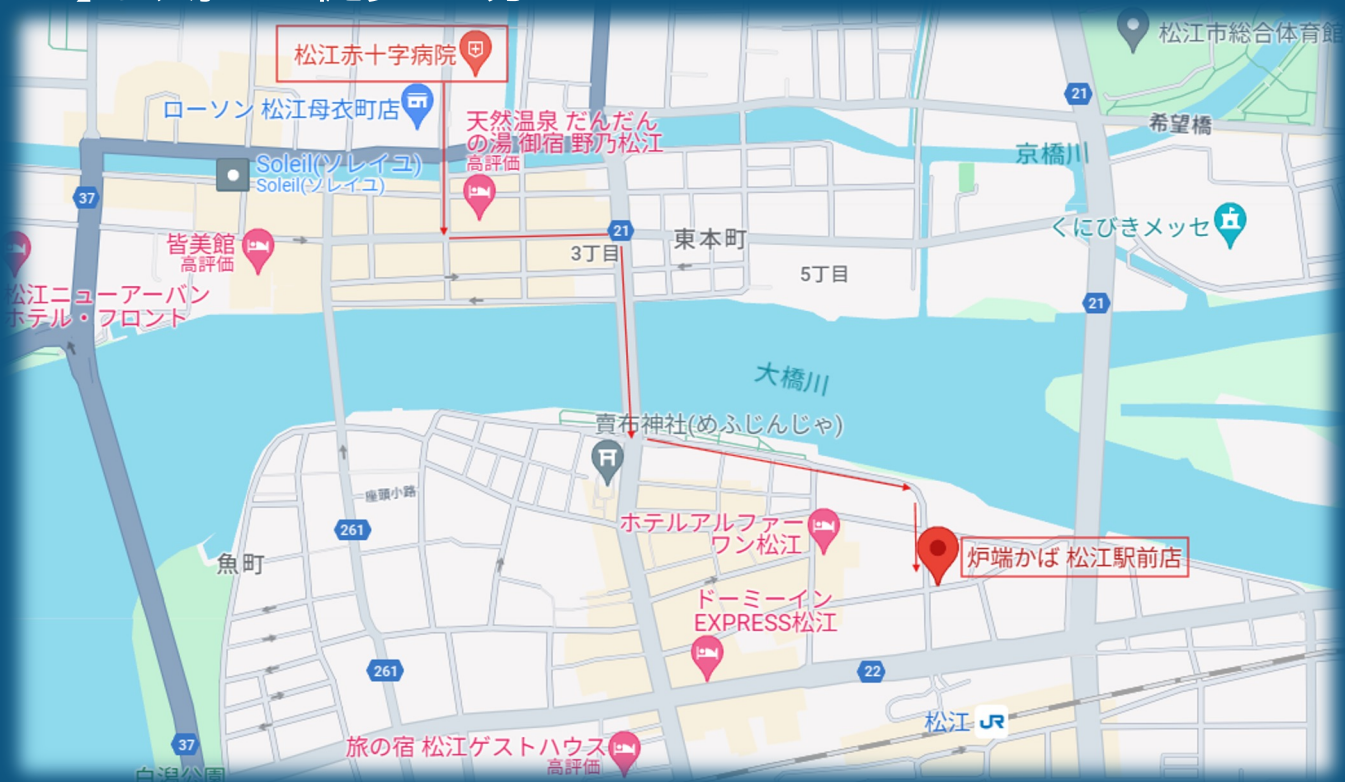 松江赤十字病院
松江市総合体育館
21
ローソン 松江母衣町店
天然温泉 だんだん
の湯 御宿 野乃松江
高評価
希望橋
京橋川
Soleil(ソレイユ)
Soleil(ソレイユ)
37
くにびきメッセ
21
東本町
皆美館
高評価
3丁目
5丁目
松江ニューアーバン
ホテル・フロント
21
大橋川
賣布神社(めふじんじゃ)
座頭小路
261
ホテルアルファー
ワン松江
炉端かば 松江駅前店
魚町
ドーミーイン
EXPRESS松江
261
22
松江 JR
37
旅の宿 松江ゲストハウス
高評価
白潟公園